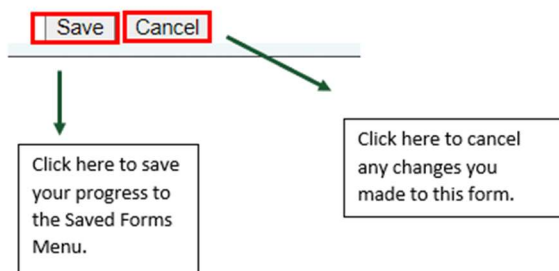 Save Cancel
Click here to save
your progress to
the Saved Forms
Menu.
Click here to cancel
any changes you
made to this form.